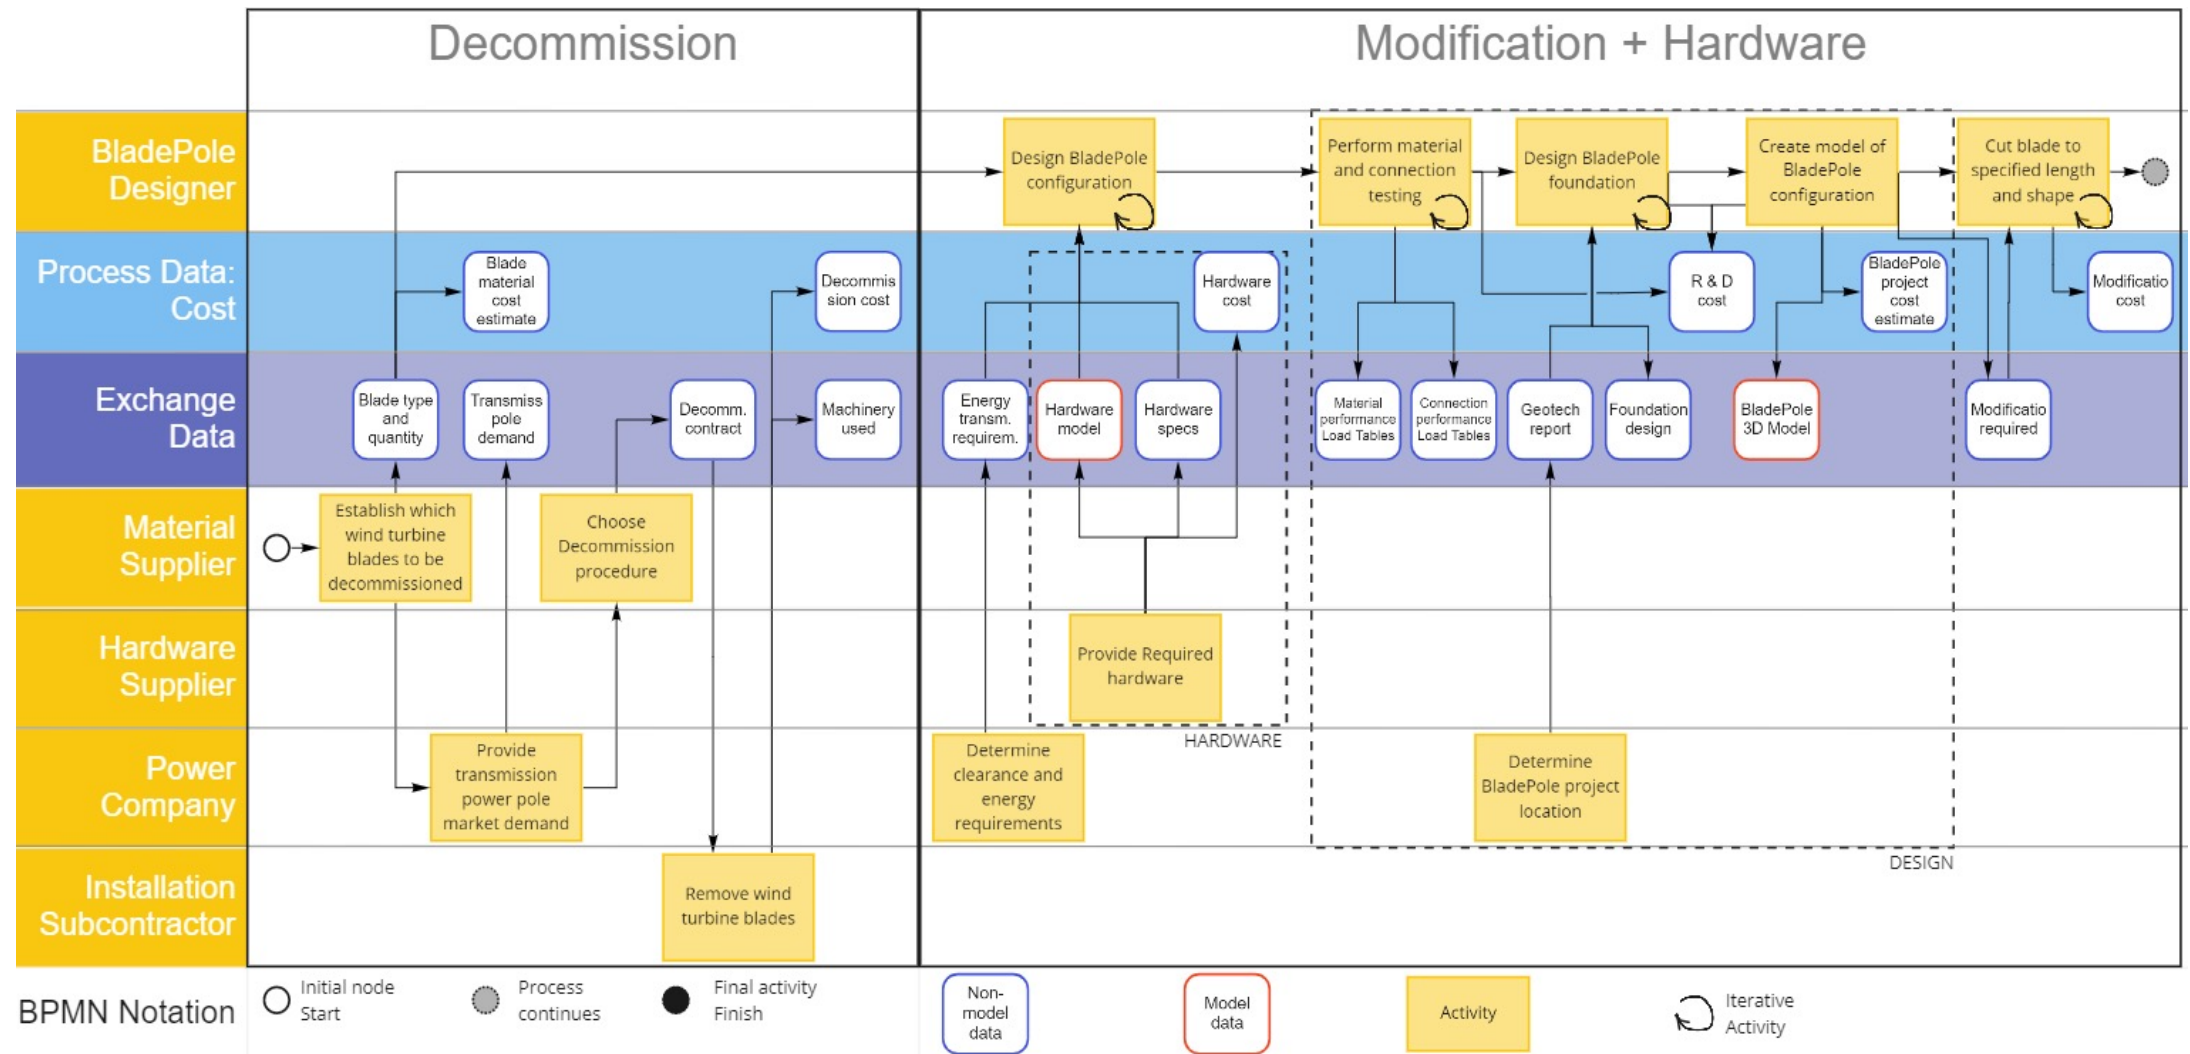 Decommission
Modification + Hardware
BladePole
Designer
Design BladePole
configuration
Perform material
and connection
testing
Design BladePole
foundation
Create model of
BladePole
configuration
Cut blade to
specified length
and shape
Process Data:
Cost
Blade
material
cost
estimate
Decommis
sion cost
Hardware
cost
R & D
cost
BladePole
project
cost
estimate
Modificatio
cost
Exchange
Data
Blade type
and
quantity
Transmiss
pole
demand
Decomm.
contract
Machinery
used
Energy
transm.
requirem.
Hardware
model
Hardware
specs
Material
performance
Load Tables
Connection
performance
Load Tables
Geotech
report
Foundation
design
BladePole
3D Model
Modificatio
required
Material
Supplier
Establish which
wind turbine
blades to be
decommissioned
Choose
Decommission
procedure
Hardware
Supplier
Provide Required
hardware
HARDWARE
Power
Company
Provide
transmission
power pole
market demand
Determine
clearance and
energy
requirements
Determine
BladePole project
location
DESIGN
Installation
Subcontractor
Remove wind
turbine blades
BPMN Notation
Initial node
Start
Process
continues
Final activity
Finish
Non-
model
data
Model
data
Activity
Iterative
Activity